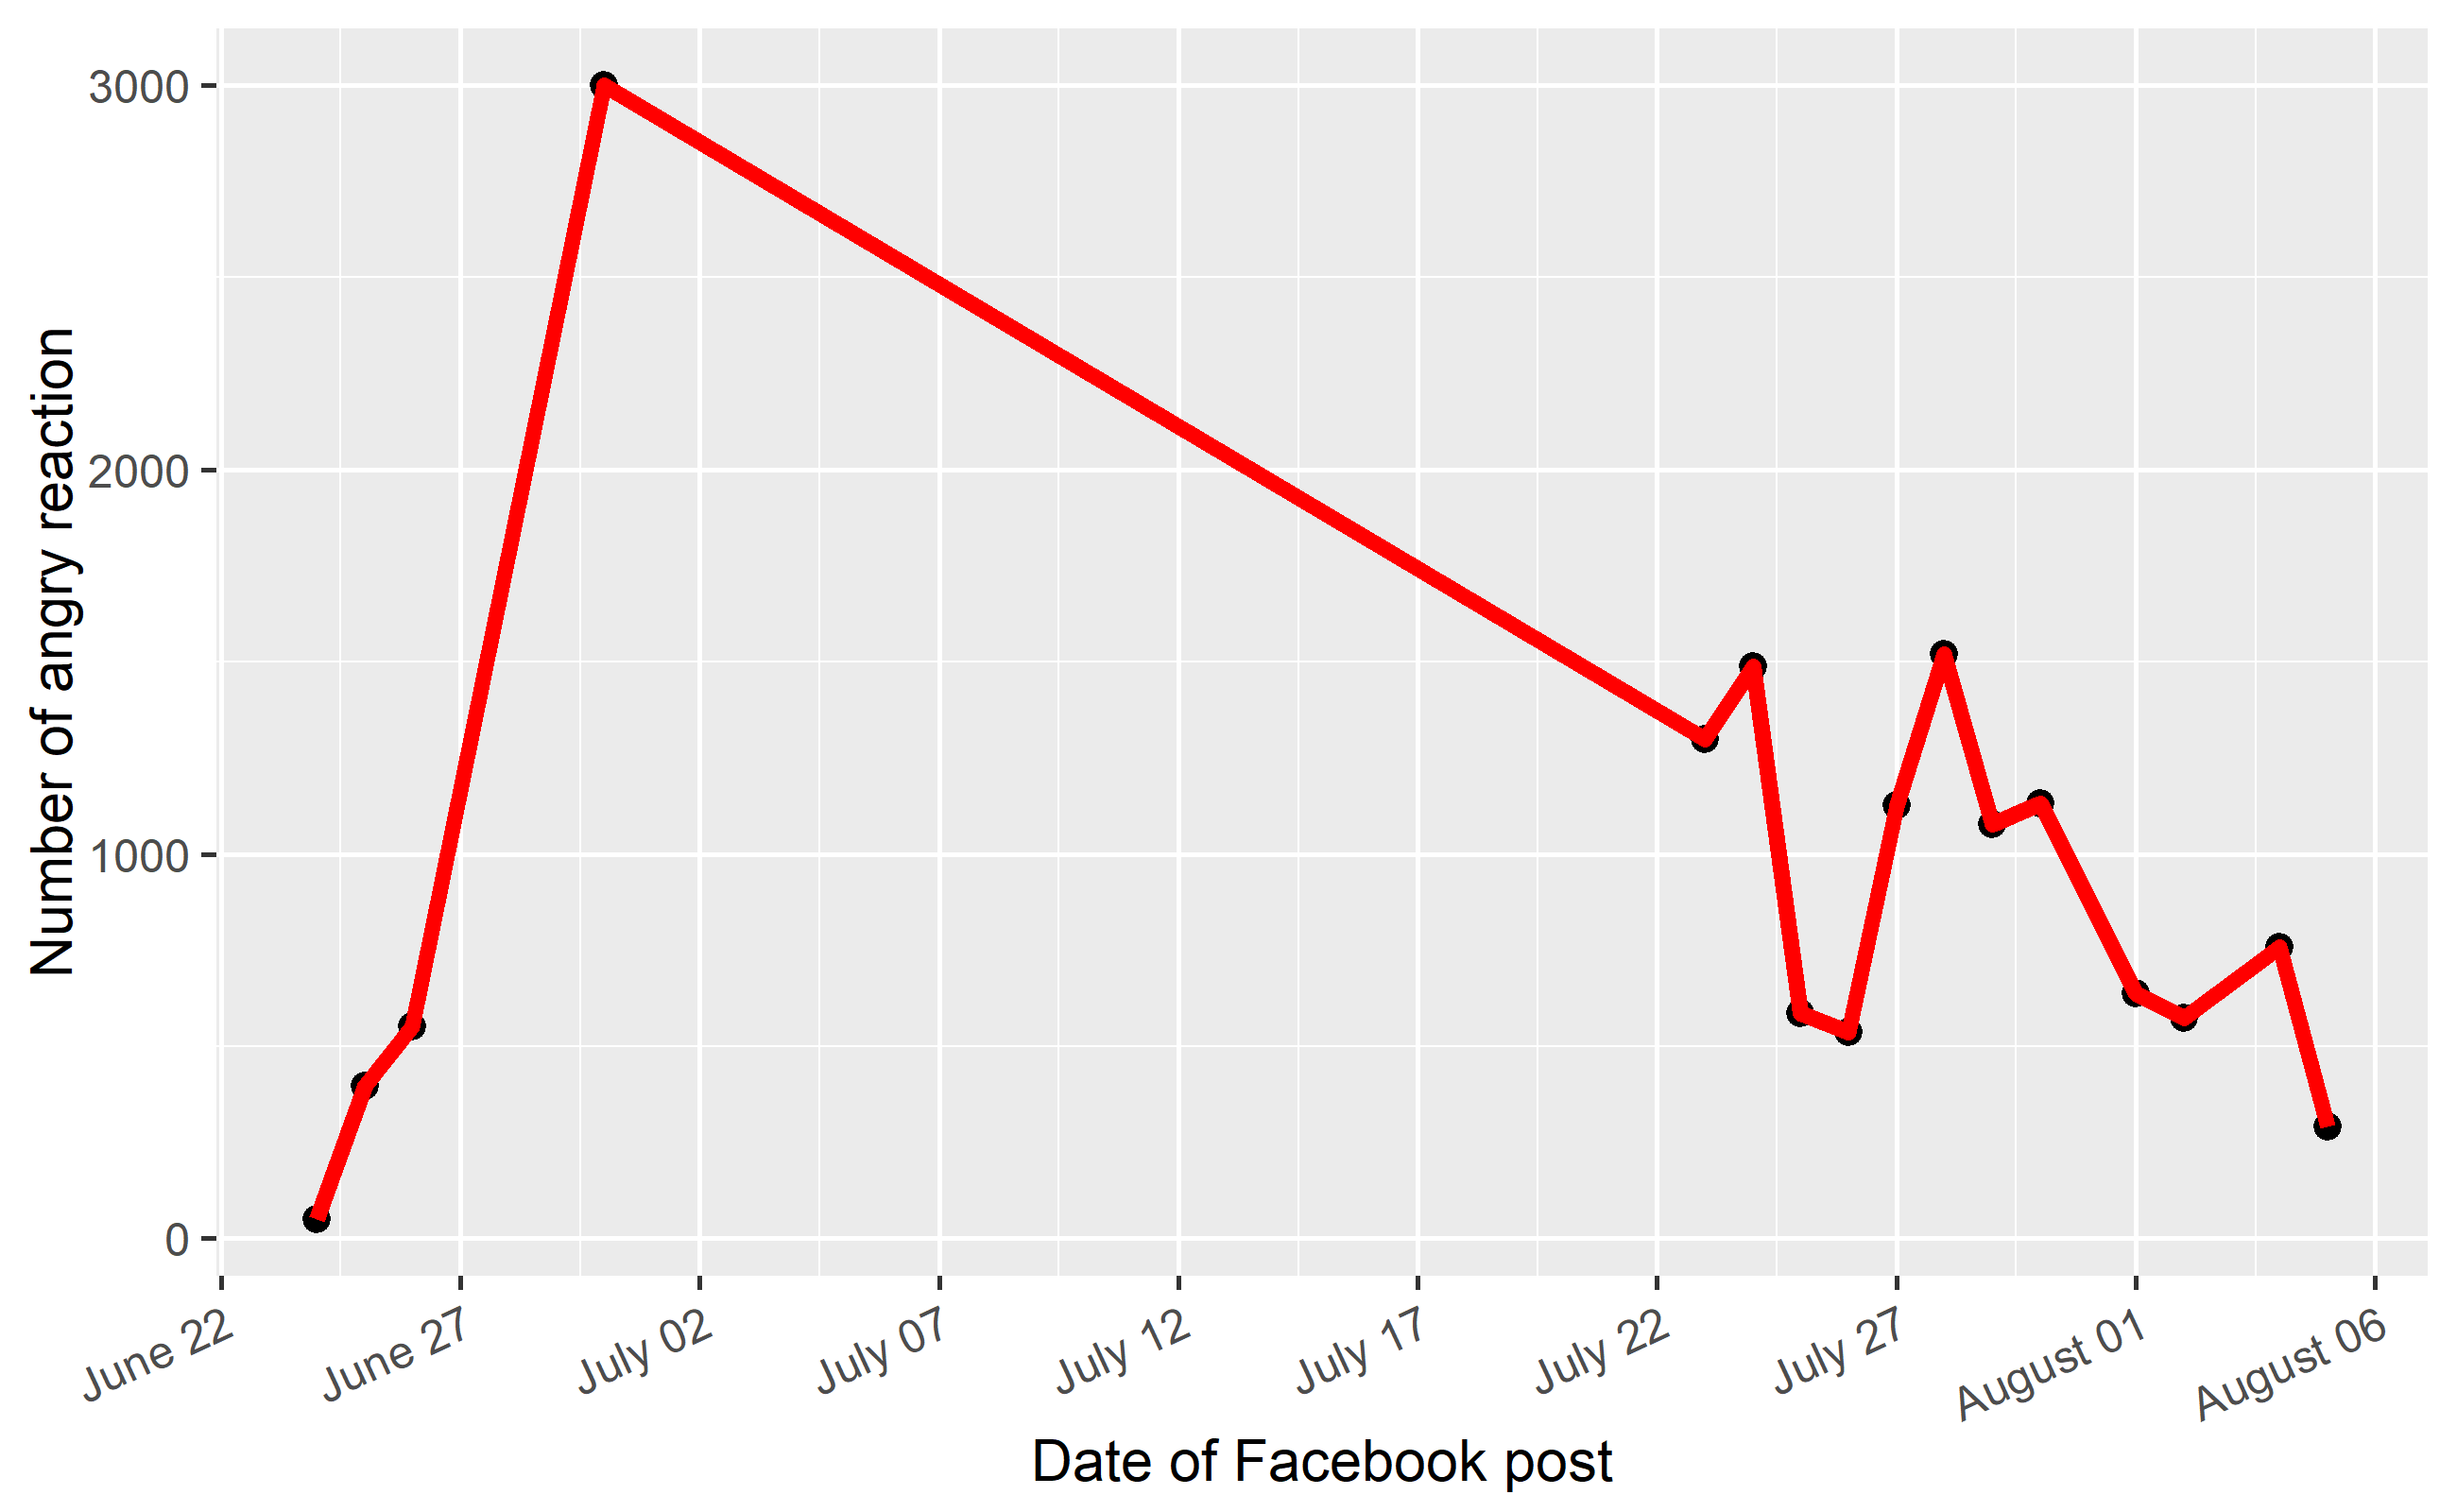 Number of angry reaction
3000
2000
1000
0
June 22
June 27
July 02
July 07
July 12
July 17
July 22
July 27
August 01
August 06
Date of Facebook post